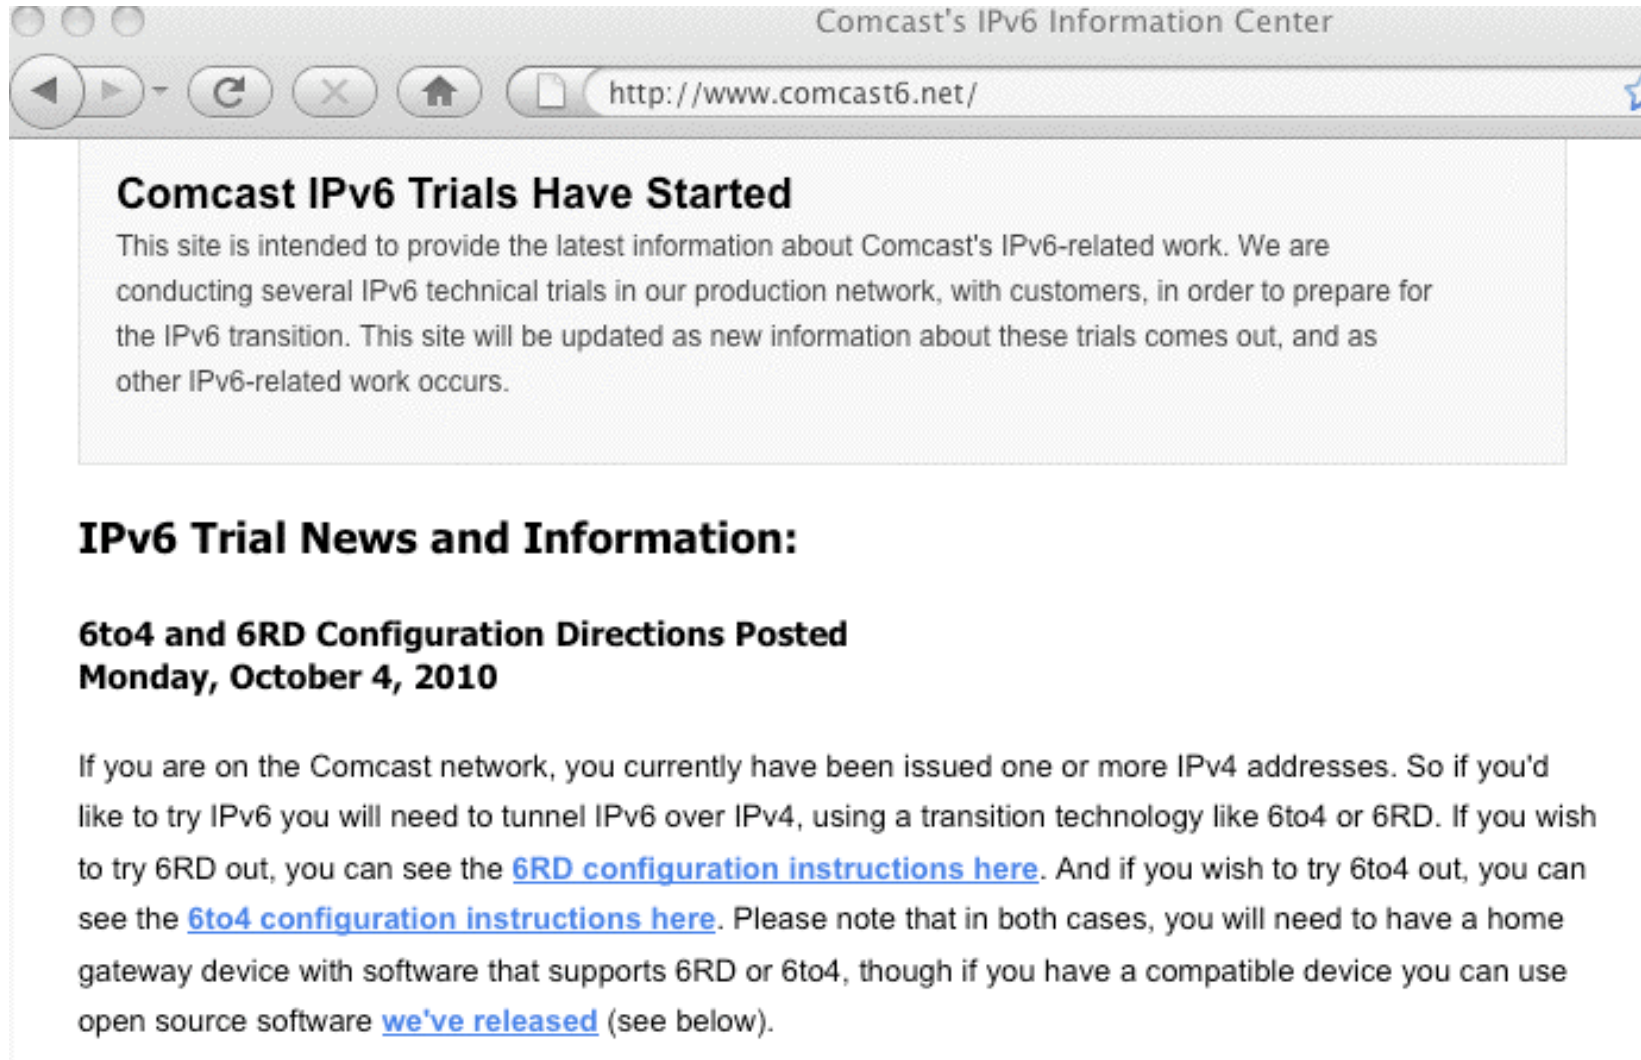 Comcast's IPv6 Information Center
http://www.comcast6.net/
Comcast IPv6 Trials Have Started
This site is intended to provide the latest information about Comcast's IPv6-related work. We are
conducting several IPv6 technical trials in our production network, with customers, in order to prepare for
the IPv6 transition. This site will be updated as new information about these trials comes out, and as
other IPv6-related work occurs.
IPv6 Trial News and Information:
6to4 and 6RD Configuration Directions Posted
Monday, October 4, 2010
If you are on the Comcast network, you currently have been issued one or more IPv4 addresses. So if you'd
like to try IPv6 you will need to tunnel IPv6 over IPv4, using a transition technology like 6to4 or 6RD. If you wish
to try 6RD out, you can see the 6RD configuration instructions here. And if you wish to try 6to4 out, you can
see the 6to4 configuration instructions here. Please note that in both cases, you will need to have a home
gateway device with software that supports 6RD or 6to4, though if you have a compatible device you can use
open source software we've released (see below).